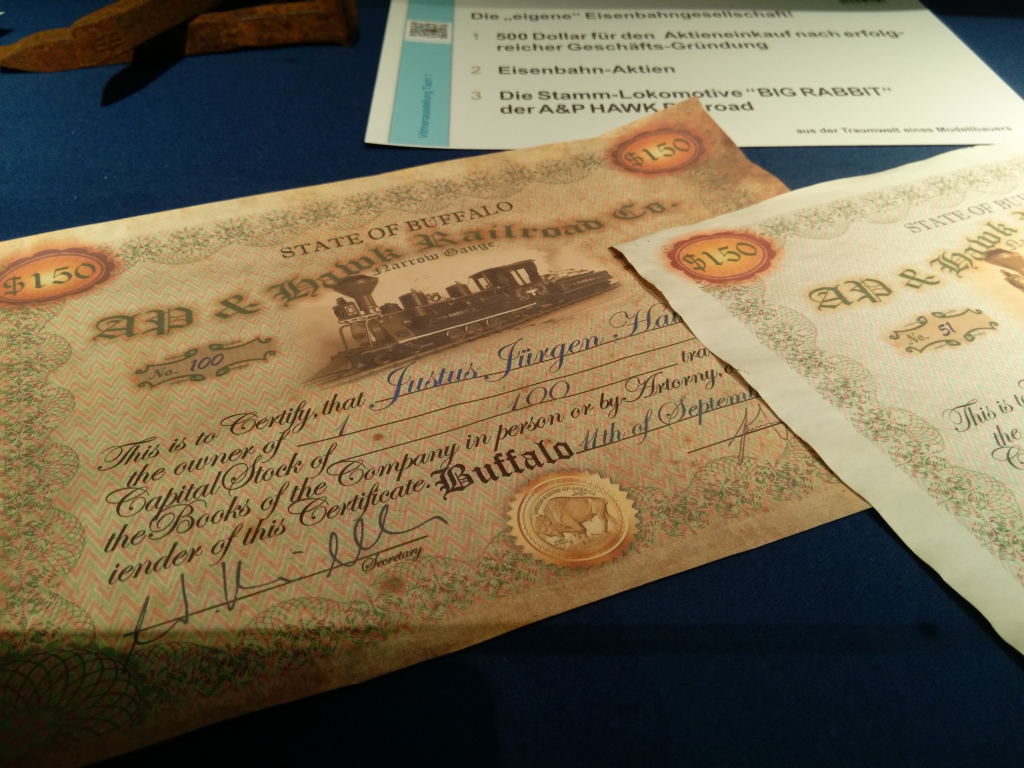 Die „eigene“ Eisenbahngesellschaft!
1 500 Dollar für den Aktieneinkauf nach erfolg-
reicher Geschäfts-Gründung
2 Eisenbahn-Aktien
3 Die Stamm-Lokomotive “BIG RABBIT“
der A&P HAWK Railroad
aus der Traumwelt eines Modellbauers
$150
$150
STATE OF BUFFALO
AP & Hawk Railroad Co.
Narrow Gauge
No. 100
This is to Certify, that Justus Jürgen
the owner of 1 100
Capital Stock of
the Books of the Company in person or by Artorny,
iender of this Certificate. Buffalo 11th of
Secretary
$150
STATE OF
AP &
No. 51
This is
the